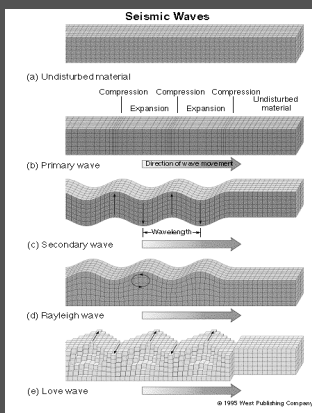 Seismic Waves
(a) Undisturbed material
Compression Compression Compression
Expansion Expansion Undisturbed material
(b) Primary wave
Direction of wave movement
Wavelength
(c) Secondary wave
(d) Rayleigh wave
(e) Love wave
© 1995 West Publishing Company